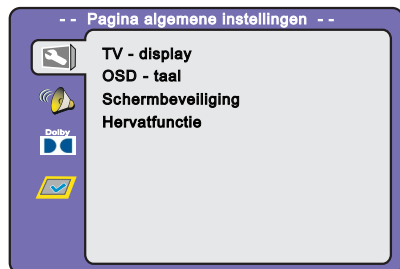 - - Pagina algemene instellingen - -
TV - display
OSD - taal
Schermbeveiliging
Hervatfunctie
Dolby